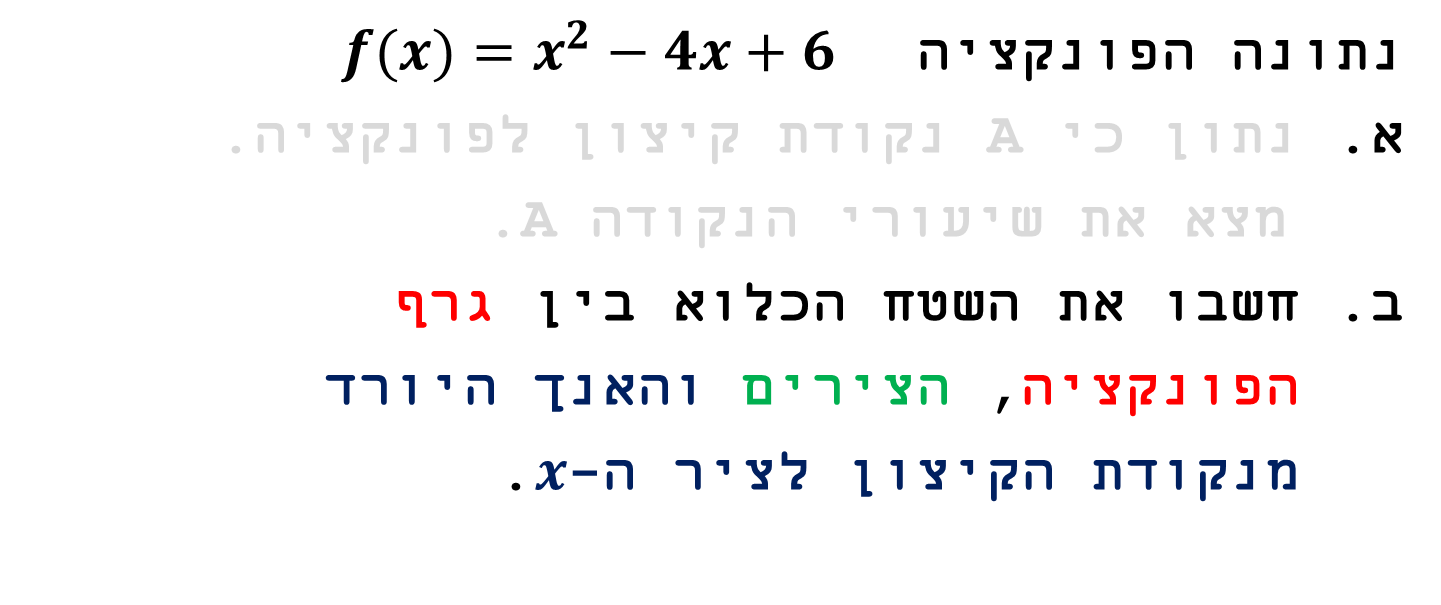 נתונה הפונקציה f(x) = x² − 4x + 6
א. נתון כי A נקודת קיצון לפונקציה.
מצא את שיעורי הנקודה A.
ב. חשבו את השטח הכלוא בין גרף
הפונקציה, הצירים והאנך היורד
מנקודת הקיצון לציר ה-x.